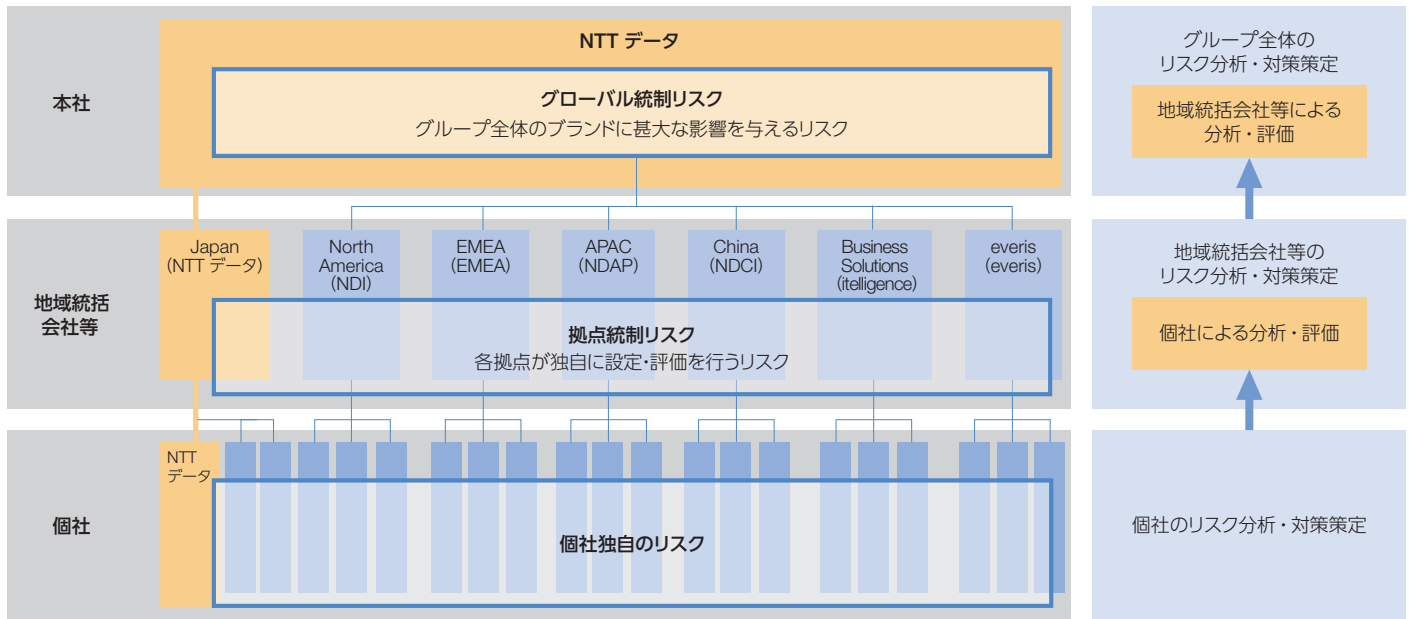 本社
NTT データ
グローバル統制リスク
グループ全体のブランドに甚大な影響を与えるリスク
グループ全体の
リスク分析・対策策定
地域統括会社等による
分析・評価
地域統括
会社等
Japan
(NTT データ)
North
America
(NDI)
EMEA
(EMEA)
APAC
(NDAP)
China
(NDCI)
Business
Solutions
(itelligence)
everis
(everis)
拠点統制リスク
各拠点が独自に設定・評価を行うリスク
地域統括会社等の
リスク分析・対策策定
個社による分析・評価
個社
NTT
データ
個社独自のリスク
個社のリスク分析・対策策定